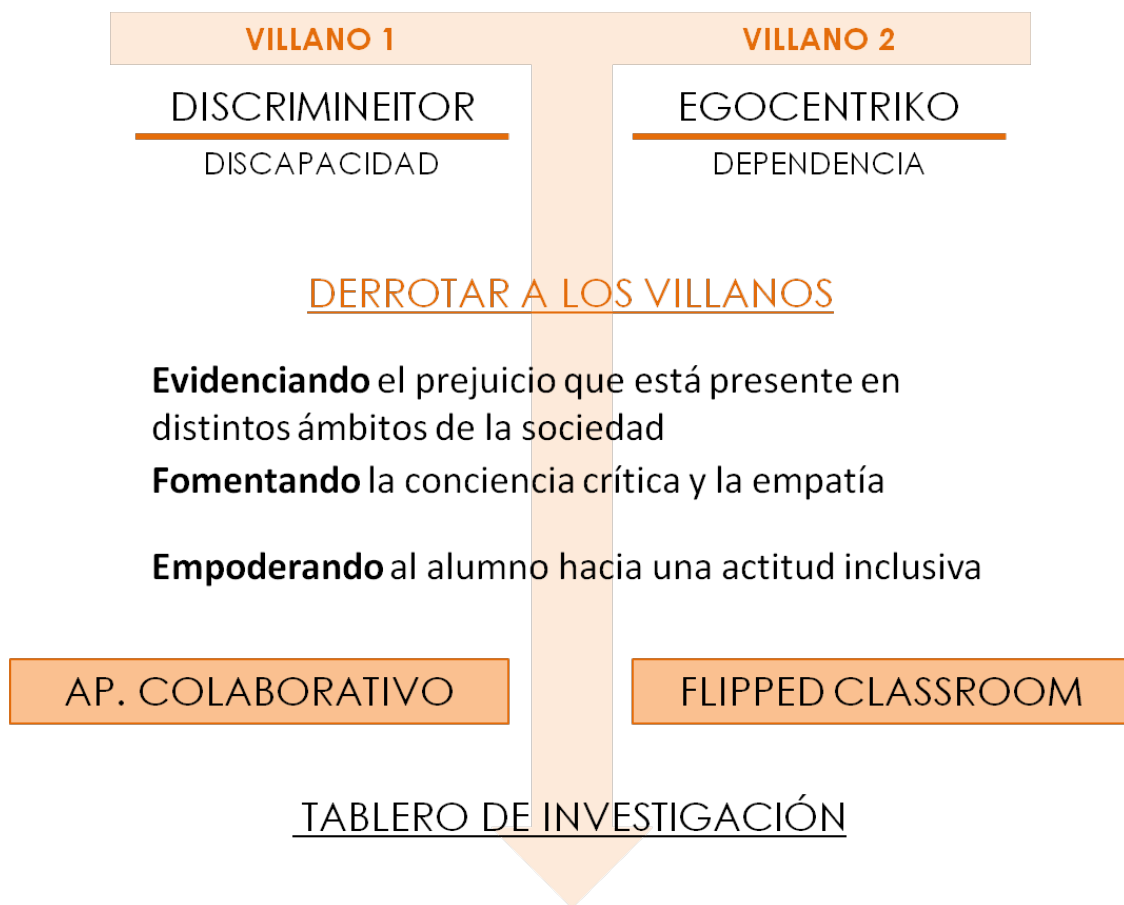 VILLANO 1
VILLANO 2
DISCRIMINEITOR
EGOCENTRIKO
DISCAPACIDAD
DEPENDENCIA
DERROTAR A LOS VILLANOS
Evidenciando el prejuicio que está presente en
distintos ámbitos de la sociedad
Fomentando la conciencia crítica y la empatía
Empoderando al alumno hacia una actitud inclusiva
AP. COLABORATIVO
FLIPPED CLASSROOM
TABLERO DE INVESTIGACIÓN